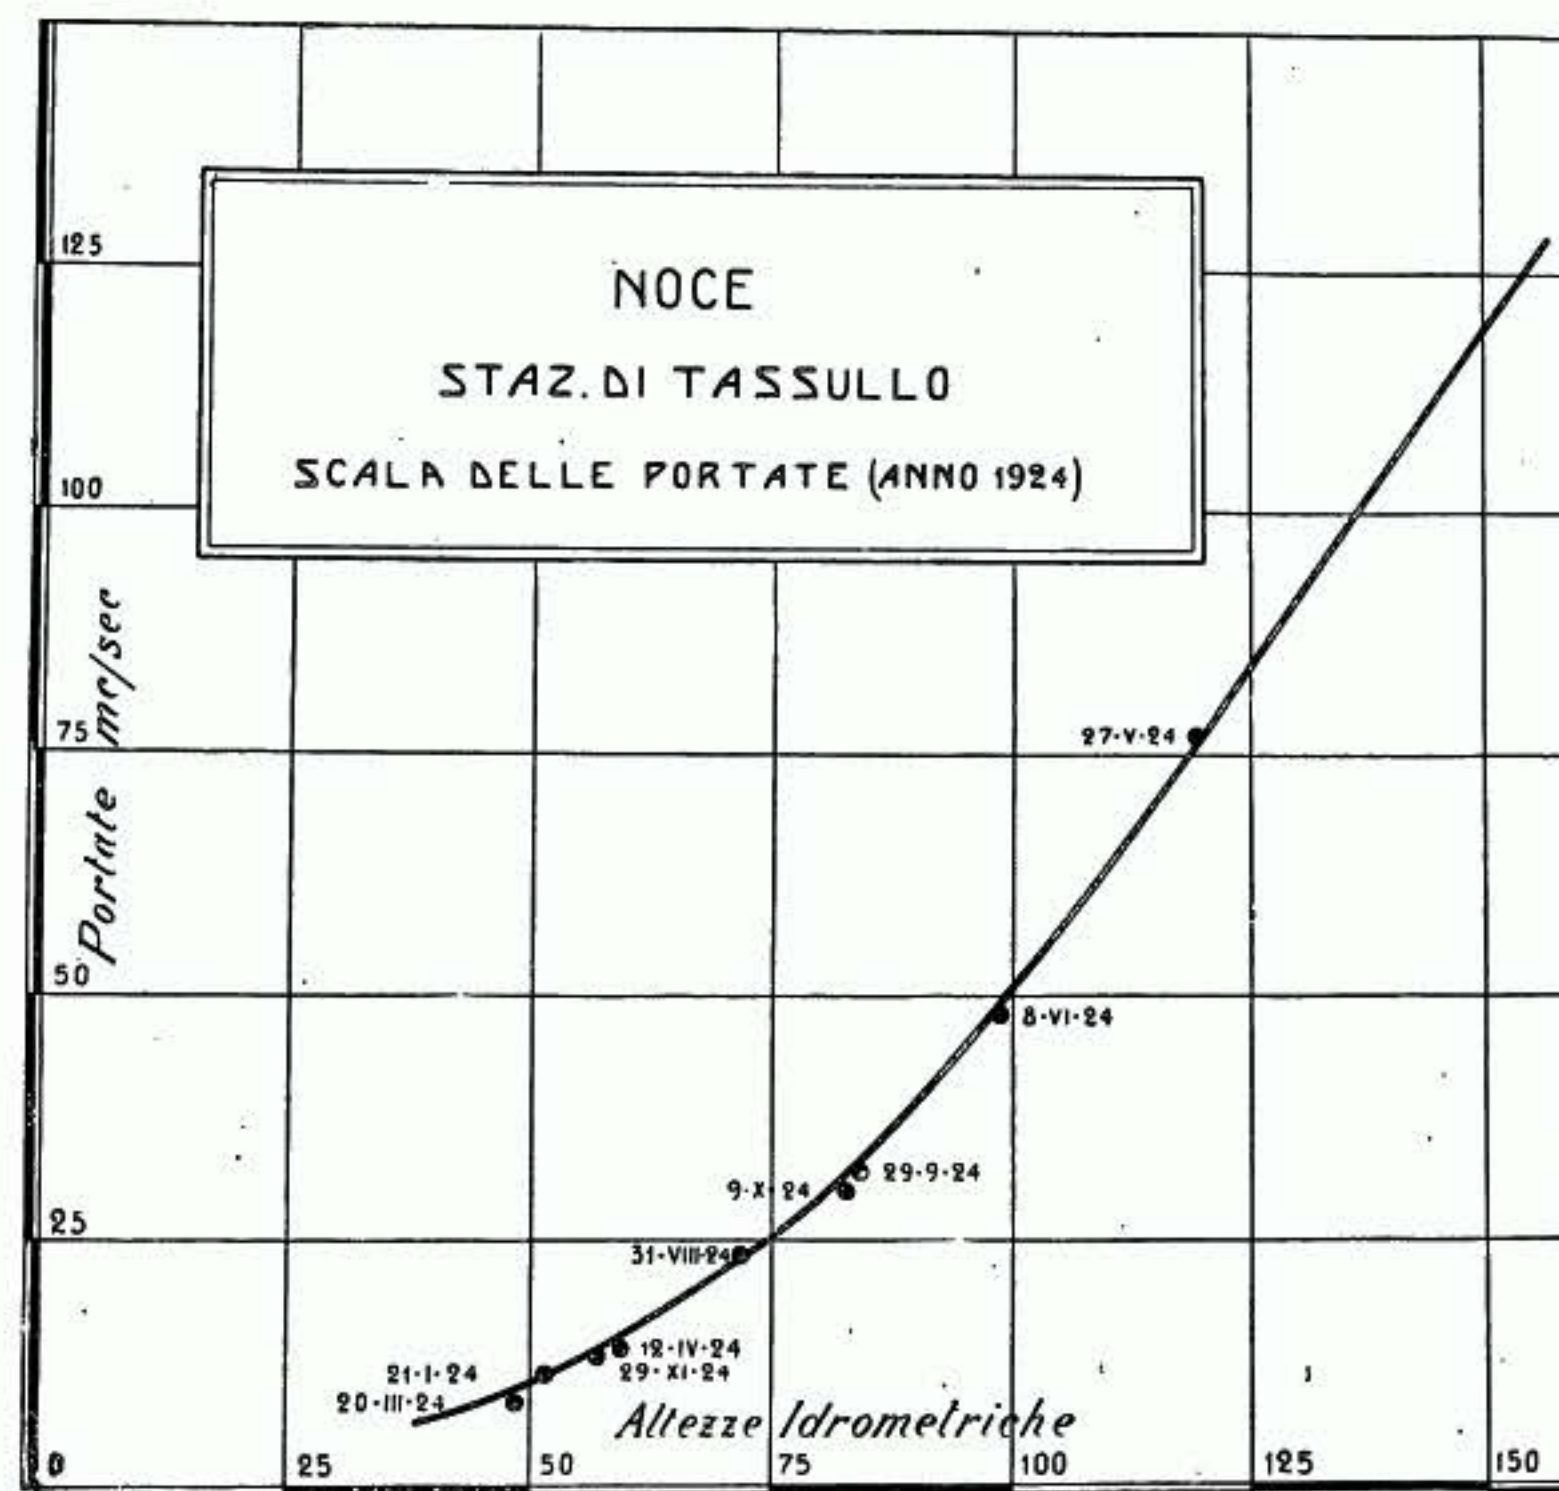 NOCE
STAZ. DI TASSULLO
SCALA DELLE PORTATE (ANNO 1924)
125
100
75
50
25
0
Portate mc/sec
27·V·24
8·VI·24
29·9·24
9·X·24
31·VIII·24
12·IV·24
29·XI·24
21·I·24
20·III·24
Altezze Idrometriche
25
50
75
100
125
150